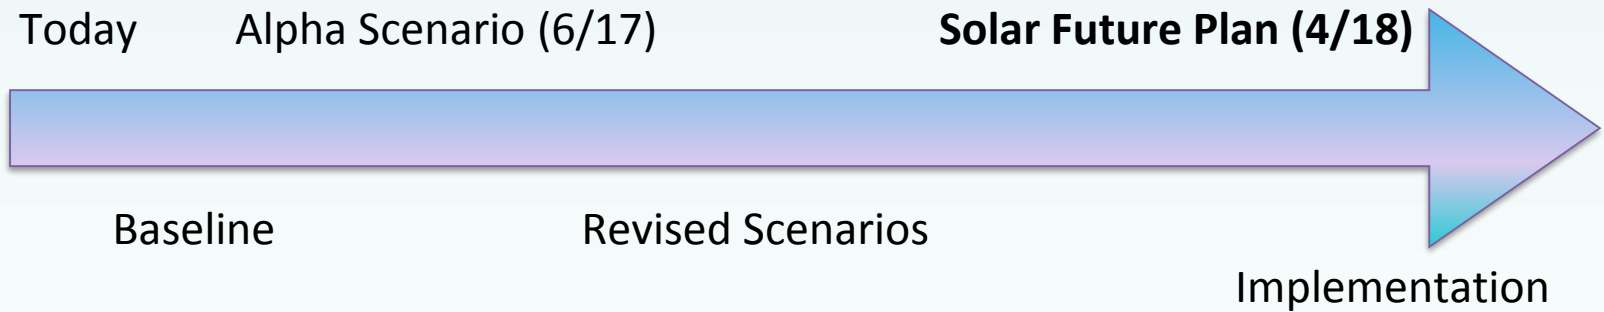 Today Alpha Scenario (6/17) Solar Future Plan (4/18)
Baseline Revised Scenarios
Implementation